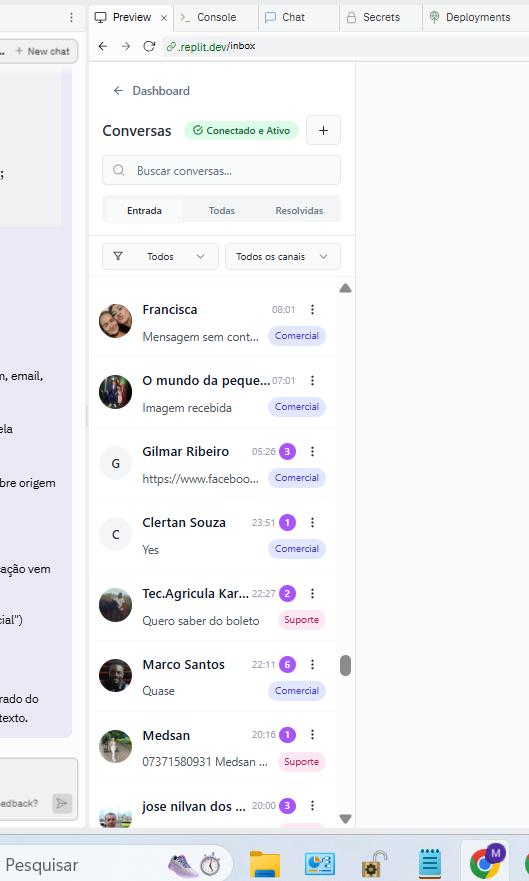 Preview ×
Console
Chat
Secrets
Deployments
+ New chat
.replit.dev/inbox
;
m, email,
ela
bre origem
cação vem
ial")
rado do
texto.
eedback?
← Dashboard
Conversas
Conectado e Ativo
+
Buscar conversas...
Entrada
Todas
Resolvidas
Todos
Todos os canais
Francisca
08:01
Mensagem sem cont...
Comercial
O mundo da peque...
07:01
Imagem recebida
Comercial
G
Gilmar Ribeiro
05:26
3
https://www.faceboo...
Comercial
C
Clertan Souza
23:51
1
Yes
Comercial
Tec.Agricula Kar...
22:27
2
Quero saber do boleto
Suporte
Marco Santos
22:11
6
Quase
Comercial
Medsan
20:16
1
07371580931 Medsan ...
Suporte
jose nilvan dos ...
20:00
3
Pesquisar
M